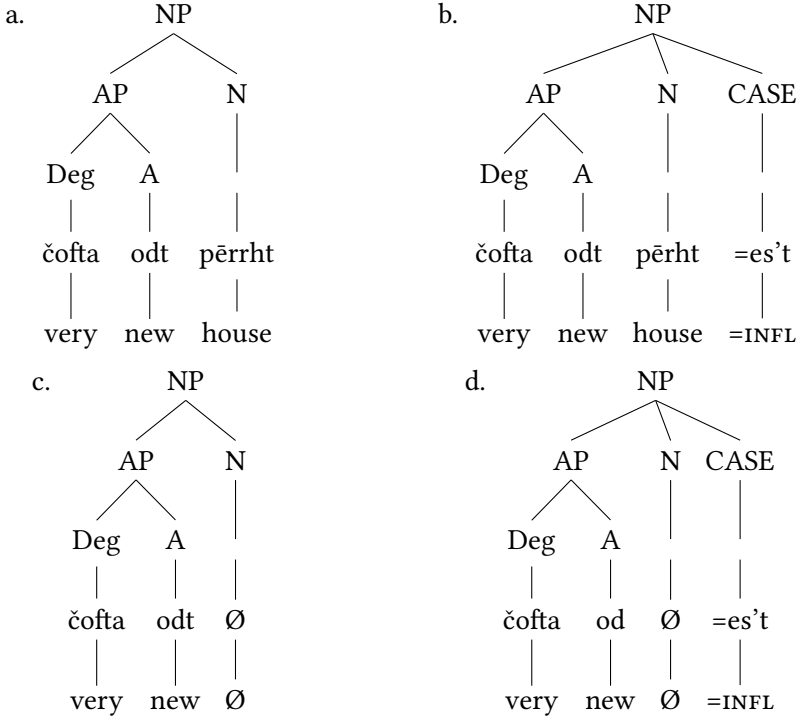 a. NP b. NP
AP N AP N CASE
Deg A Deg A
čofta odt pērrht čofta odt pērht =es't
very new house very new house =INFL
c. NP d. NP
AP N AP N CASE
Deg A Deg A
čofta odt Ø čofta od Ø =es't
very new Ø very new Ø =INFL